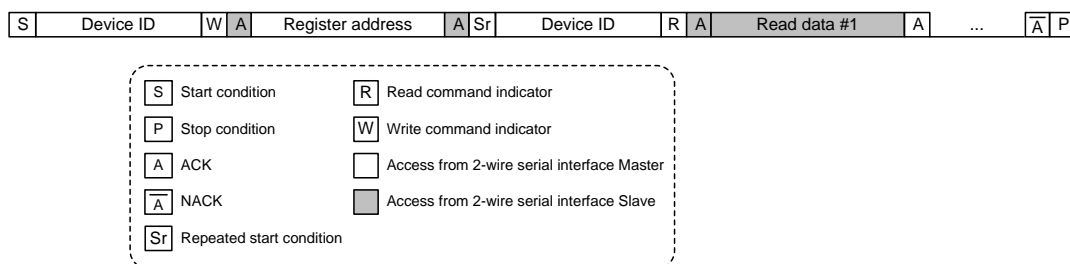 S Device ID W A Register address A Sr Device ID R A Read data #1 A ... A̅ P
S Start condition R Read command indicator
P Stop condition W Write command indicator
A ACK Access from 2-wire serial interface Master
A̅ NACK Access from 2-wire serial interface Slave
Sr Repeated start condition